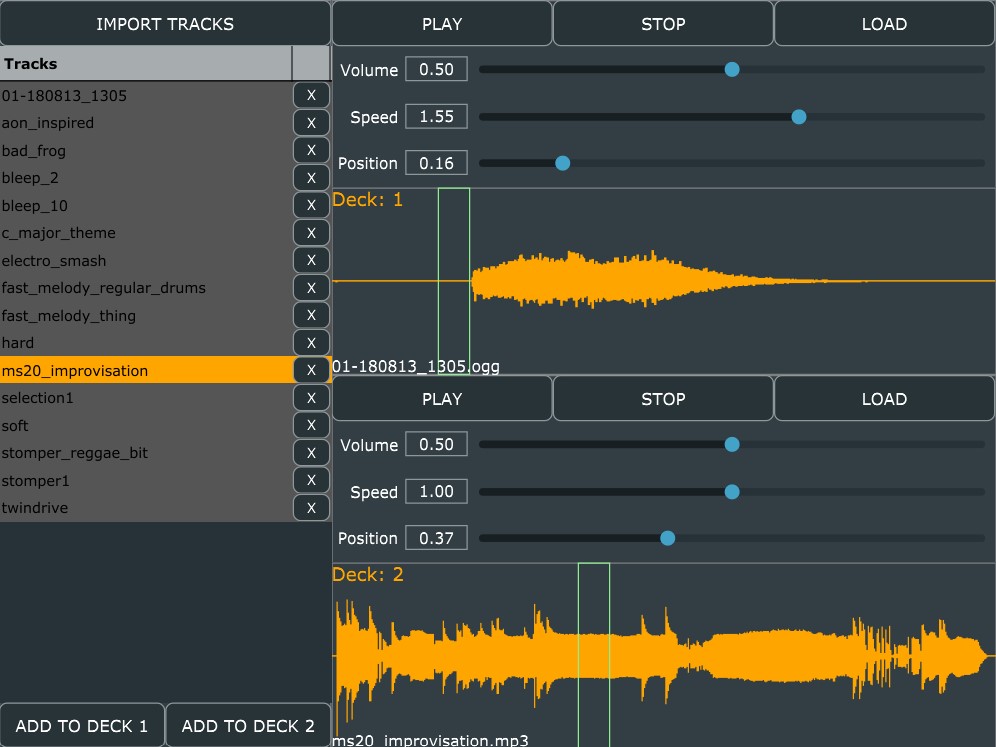 IMPORT TRACKS
Tracks
01-180813_1305 X
aon_inspired X
bad_frog X
bleep_2 X
bleep_10 X
c_major_theme X
electro_smash X
fast_melody_regular_drums X
fast_melody_thing X
hard X
ms20_improvisation X
selection1 X
soft X
stomper_reggae_bit X
stomper1 X
twindrive X
ADD TO DECK 1 ADD TO DECK 2
PLAY STOP LOAD
Volume 0.50
Speed 1.55
Position 0.16
Deck: 1
01-180813_1305.ogg
PLAY STOP LOAD
Volume 0.50
Speed 1.00
Position 0.37
Deck: 2
ms20_improvisation.mp3